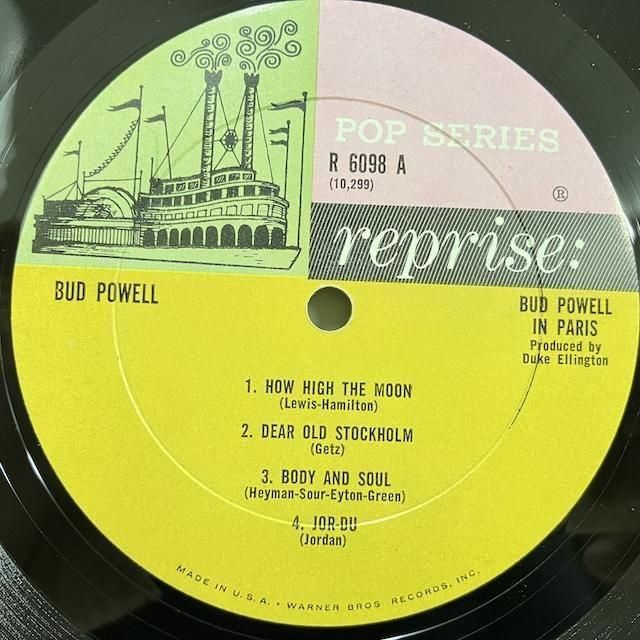 POP SERIES
R 6098 A
(10,299)
®
reprise:
BUD POWELL
BUD POWELL
IN PARIS
Produced by
Duke Ellington
1. HOW HIGH THE MOON
(Lewis-Hamilton)
2. DEAR OLD STOCKHOLM
(Getz)
3. BODY AND SOUL
(Heyman-Sour-Eyton-Green)
4. JOR-DU
(Jordan)
MADE IN U.S.A. • WARNER BROS RECORDS, INC.